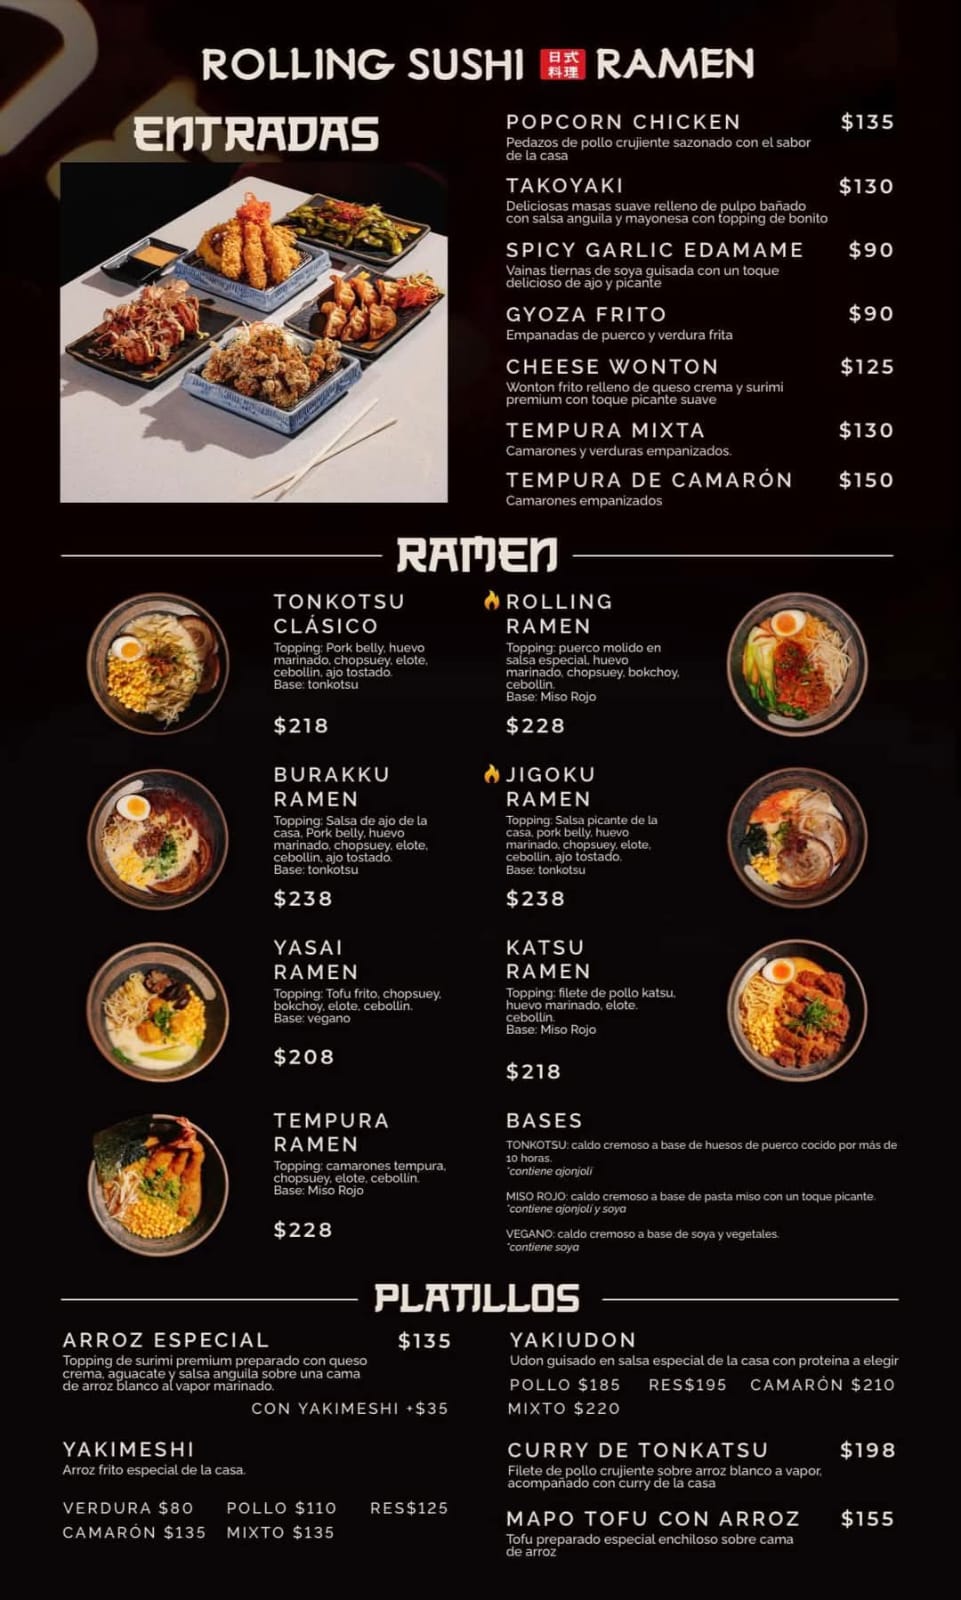 ROLLING SUSHI 日式料理 RAMEN
ENTRADAS
POPCORN CHICKEN $135
Pedazos de pollo crujiente sazonado con el sabor
de la casa
TAKOYAKI $130
Deliciosas masas suave relleno de pulpo bañado
con salsa anguila y mayonesa con topping de bonito
SPICY GARLIC EDAMAME $90
Vainas tiernas de soya guisada con un toque
delicioso de ajo y picante
GYOZA FRITO $90
Empanadas de puerco y verdura frita
CHEESE WONTON $125
Wonton frito relleno de queso crema y surimi
premium con toque picante suave
TEMPURA MIXTA $130
Camarones y verduras empanizados.
TEMPURA DE CAMARÓN $150
Camarones empanizados
RAMEN
TONKOTSU
CLÁSICO
Topping: Pork belly, huevo
marinado, chopsuey, elote,
cebollin, ajo tostado.
Base: tonkotsu
$218
ROLLING
RAMEN
Topping: puerco molido en
salsa especial, huevo
marinado, chopsuey, bokchoy,
cebollin.
Base: Miso Rojo
$228
BURAKKU
RAMEN
Topping: Salsa de ajo de la
casa, Pork belly, huevo
marinado, chopsuey, elote,
cebollin, ajo tostado.
Base: tonkotsu
$238
JIGOKU
RAMEN
Topping: Salsa picante de la
casa, pork belly, huevo
marinado, chopsuey, elote,
cebollin, ajo tostado.
Base: tonkotsu
$238
YASAI
RAMEN
Topping: Tofu frito, chopsuey,
bokchoy, elote, cebollin.
Base: vegano
$208
KATSU
RAMEN
Topping: filete de pollo katsu,
huevo marinado, elote.
cebollin.
Base: Miso Rojo
$218
TEMPURA
RAMEN
Topping: camarones tempura,
chopsuey, elote, cebollin.
Base: Miso Rojo
$228
BASES
TONKOTSU: caldo cremoso a base de huesos de puerco cocido por más de
10 horas.
*contiene ajonjoli
MISO ROJO: caldo cremoso a base de pasta miso con un toque picante.
*contiene ajonjoli y soya
VEGANO: caldo cremoso a base de soya y vegetales.
*contiene soya
PLATILLOS
ARROZ ESPECIAL $135
Topping de surimi premium preparado con queso
crema, aguacate y salsa anguila sobre una cama
de arroz blanco al vapor marinado.
CON YAKIMESHI +$35
YAKIMESHI
Arroz frito especial de la casa.
VERDURA $80 POLLO $110 RES$125
CAMARÓN $135 MIXTO $135
YAKIUDON
Udon guisado en salsa especial de la casa con proteina a elegir
POLLO $185 RES$195 CAMARÓN $210
MIXTO $220
CURRY DE TONKATSU $198
Filete de pollo crujiente sobre arroz blanco a vapor,
acompañado con curry de la casa
MAPO TOFU CON ARROZ $155
Tofu preparado especial enchiloso sobre cama
de arroz